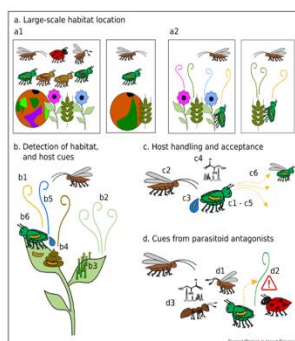 a. Large-scale habitat location
a1
a2
b. Detection of habitat,
and host cues
b1
b5
b2
b6
b4
b3
c. Host handling and acceptance
c4
c2
c6
c3
c1 - c5
d. Cues from parasitoid antagonists
d1
d2
d3